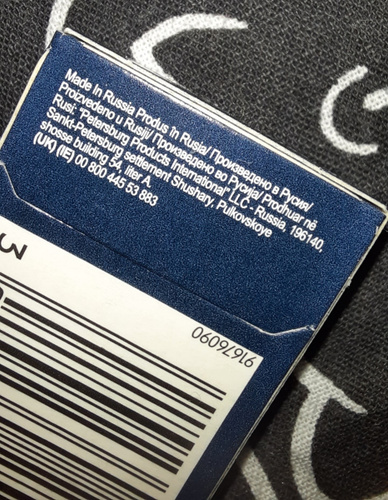 Made In Russia Produs în Rusia/ Произведено в Русия/
Proizvedeno u Rusiji/ Произведено во Русија/ Prodhuar në
Rusi: "Petersburg Products International" LLC - Russia, 196140,
Sankt-Petersburg settlement Shushary, Pulkovskoye
shosse building 54, liter A.
(UK) (IE) 00 800 445 53 883
3
91676090